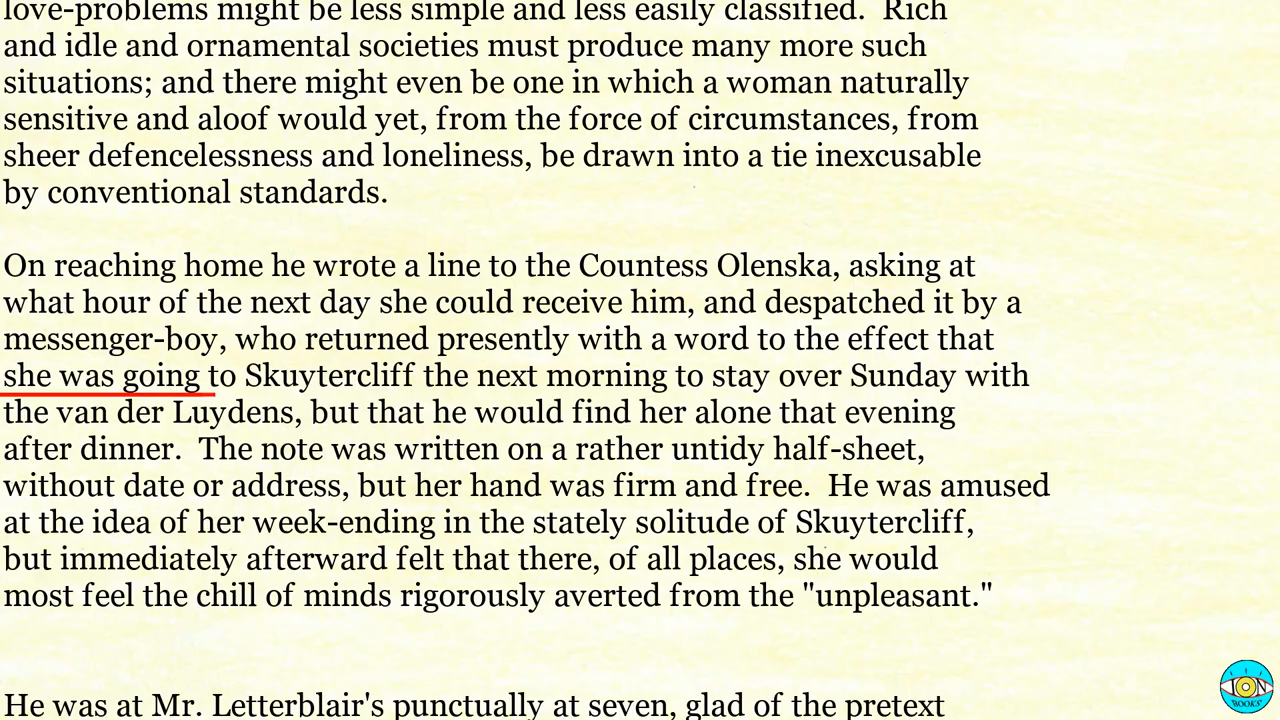 love-problems might be less simple and less easily classified.  Rich
and idle and ornamental societies must produce many more such
situations; and there might even be one in which a woman naturally
sensitive and aloof would yet, from the force of circumstances, from
sheer defencelessness and loneliness, be drawn into a tie inexcusable
by conventional standards.
On reaching home he wrote a line to the Countess Olenska, asking at
what hour of the next day she could receive him, and despatched it by a
messenger-boy, who returned presently with a word to the effect that
she was going to Skuytercliff the next morning to stay over Sunday with
the van der Luydens, but that he would find her alone that evening
after dinner.  The note was written on a rather untidy half-sheet,
without date or address, but her hand was firm and free.  He was amused
at the idea of her week-ending in the stately solitude of Skuytercliff,
but immediately afterward felt that there, of all places, she would
most feel the chill of minds rigorously averted from the "unpleasant."
He was at Mr. Letterblair's punctually at seven, glad of the pretext
ION
BOOKS